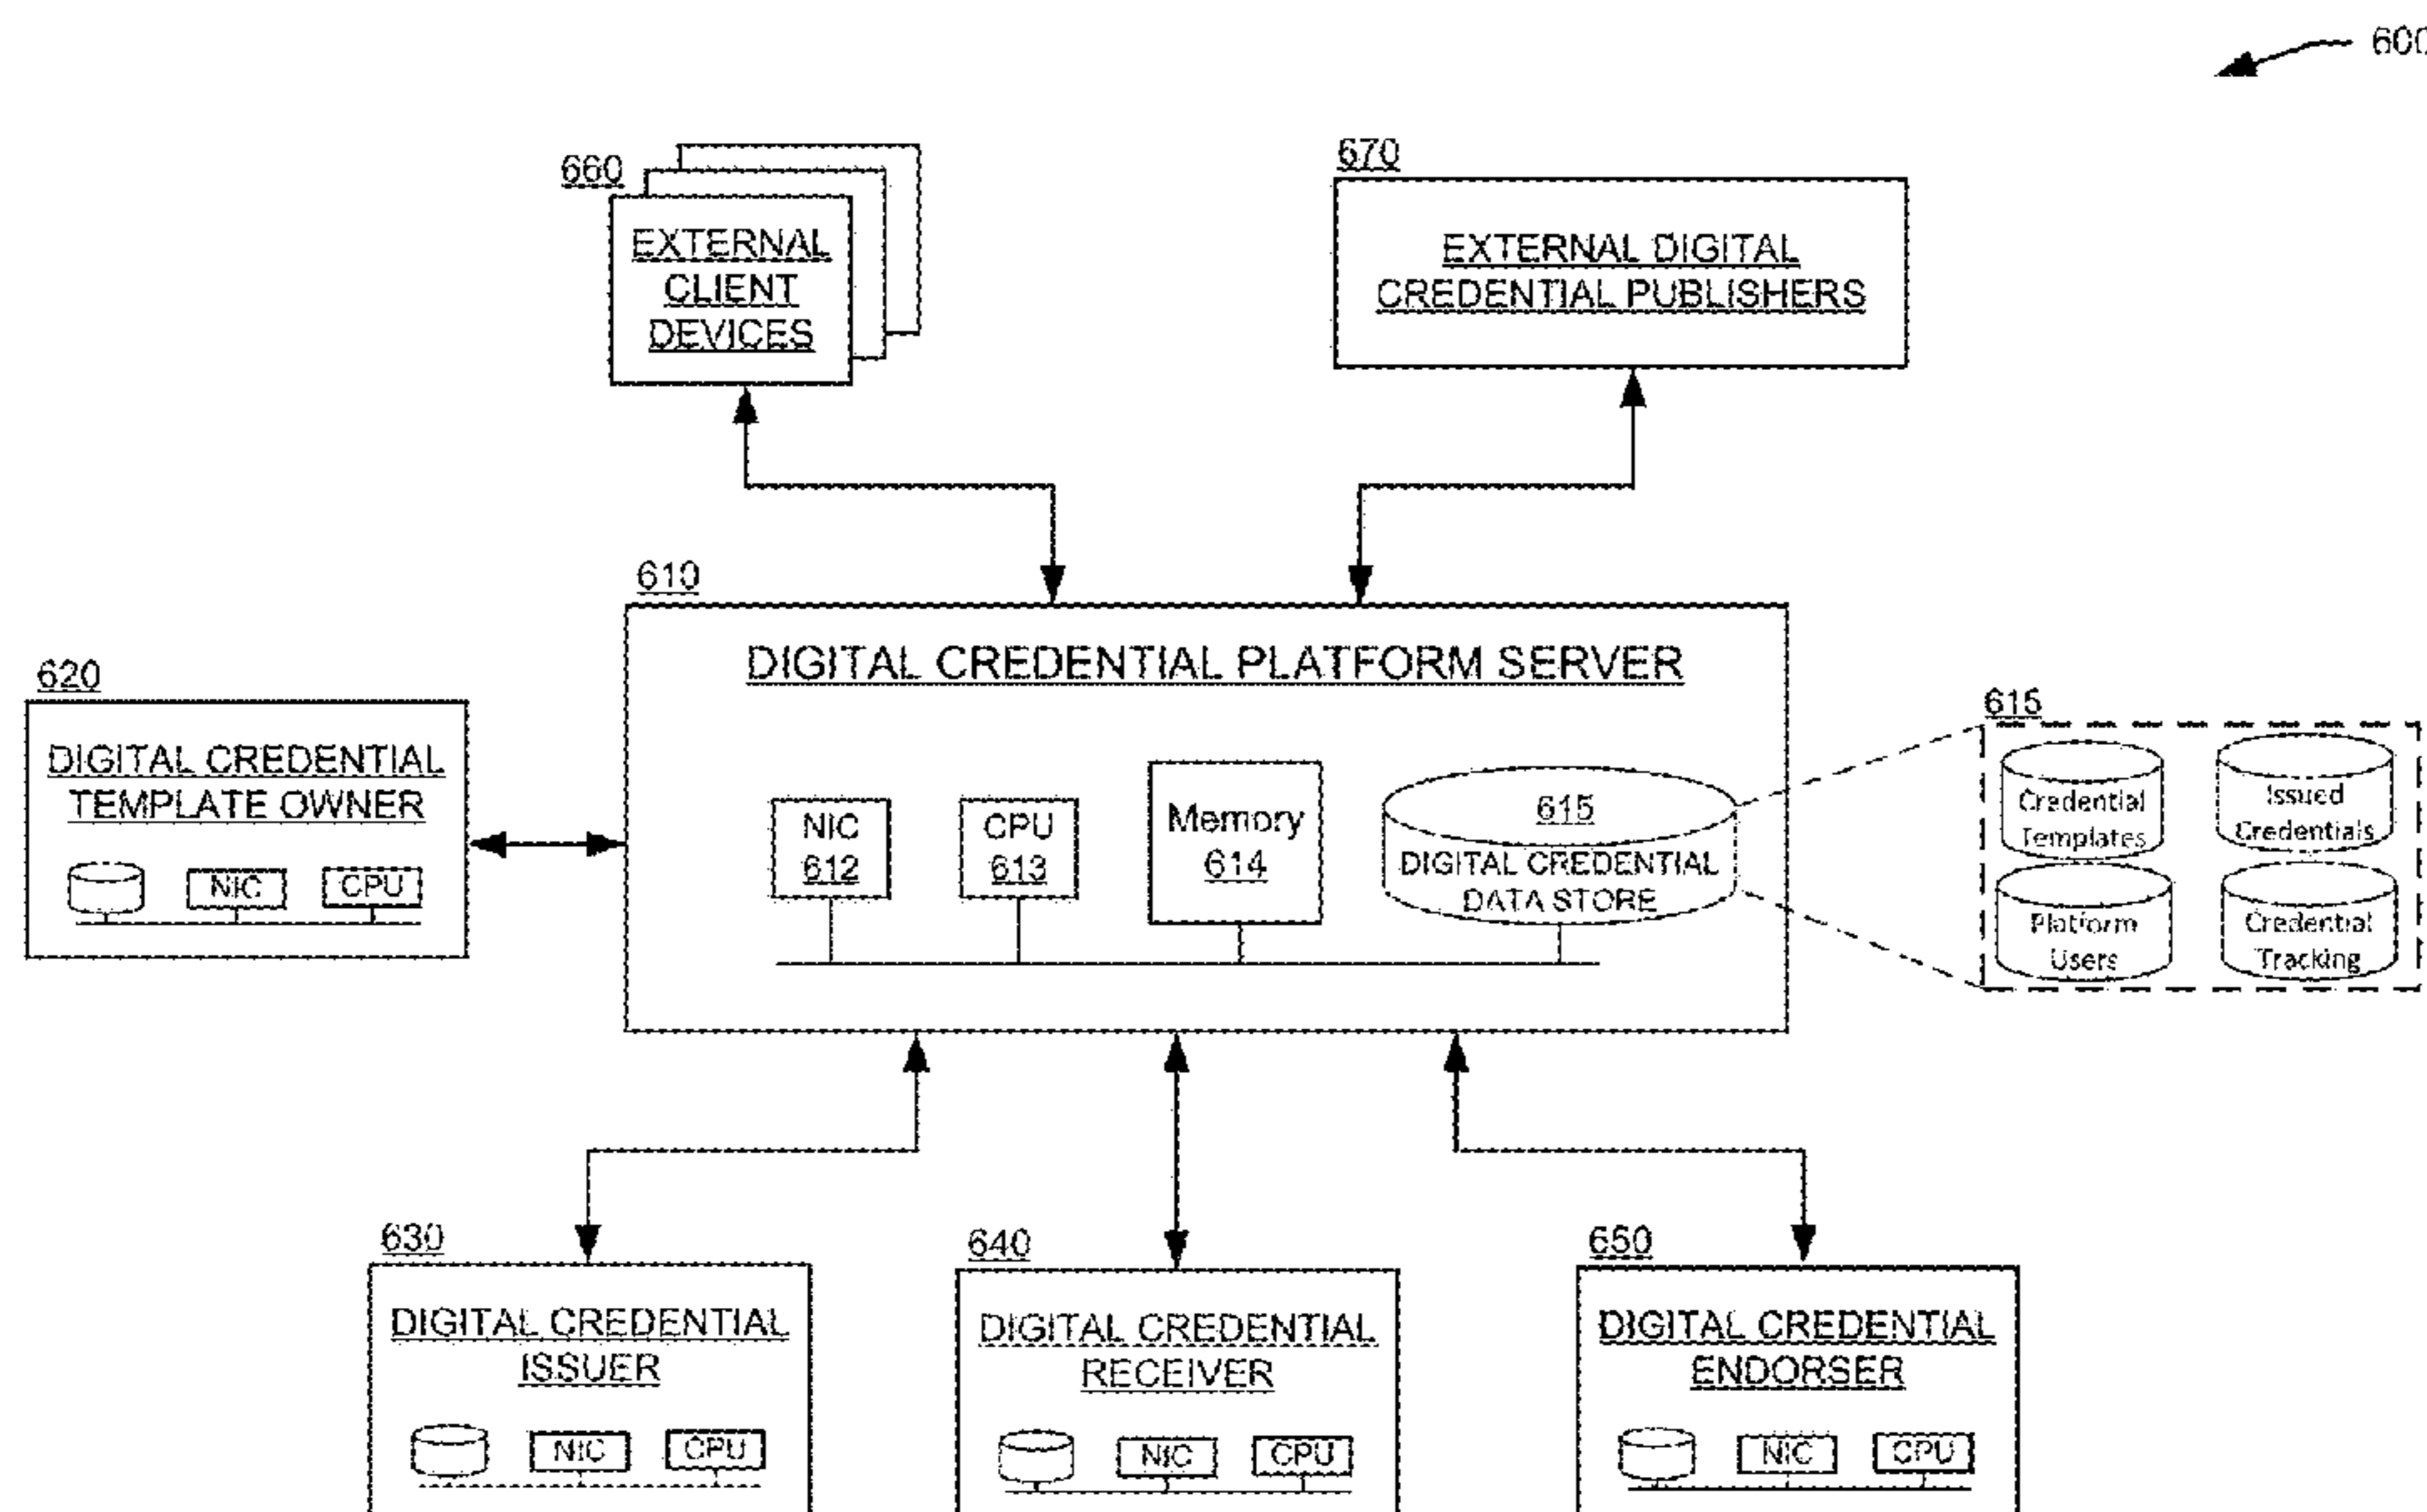 600
660
EXTERNAL
CLIENT
DEVICES
670
EXTERNAL DIGITAL
CREDENTIAL PUBLISHERS
610
DIGITAL CREDENTIAL PLATFORM SERVER
NIC
612
CPU
613
Memory
614
615
DIGITAL CREDENTIAL
DATA STORE
620
DIGITAL CREDENTIAL
TEMPLATE OWNER
NIC
CPU
615
Credential
Templates
Issued
Credentials
Platform
Users
Credential
Tracking
630
DIGITAL CREDENTIAL
ISSUER
NIC
CPU
640
DIGITAL CREDENTIAL
RECEIVER
NIC
CPU
650
DIGITAL CREDENTIAL
ENDORSER
NIC
CPU